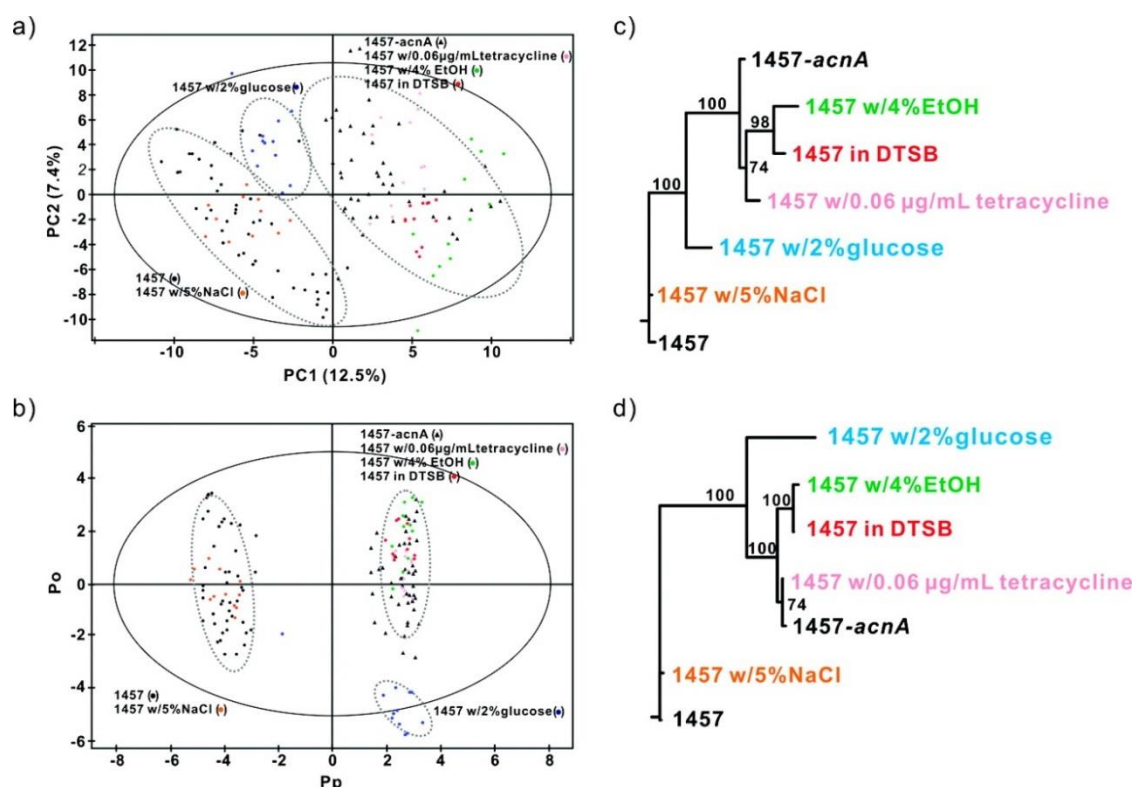 a)
12
10
8
6
4
2
0
-2
-4
-6
-8
-10
PC2 (7.4%)
1457-acnA (▲)
1457 w/0.06µg/mLtetracycline (•)
1457 w/4% EtOH (•)
1457 in DTSB (•)
1457 w/2%glucose(•)
1457 (•)
1457 w/5%NaCl (•)
-10 -5 0 5 10
PC1 (12.5%)
c)
1457-acnA
100
1457 w/4%EtOH
98
1457 in DTSB
74
1457 w/0.06 µg/mL tetracycline
100
1457 w/2%glucose
1457 w/5%NaCl
1457
b)
6
4
2
0
-2
-4
-6
Po
1457-acnA (▲)
1457 w/0.06µg/mLtetracycline (•)
1457 w/4% EtOH (•)
1457 in DTSB (•)
1457 (•)
1457 w/5%NaCl (•)
1457 w/2%glucose(•)
-8 -6 -4 -2 0 2 4 6 8
Pp
d)
1457 w/2%glucose
100
1457 w/4%EtOH
100
1457 in DTSB
100
1457 w/0.06 µg/mL tetracycline
74
1457-acnA
1457 w/5%NaCl
1457